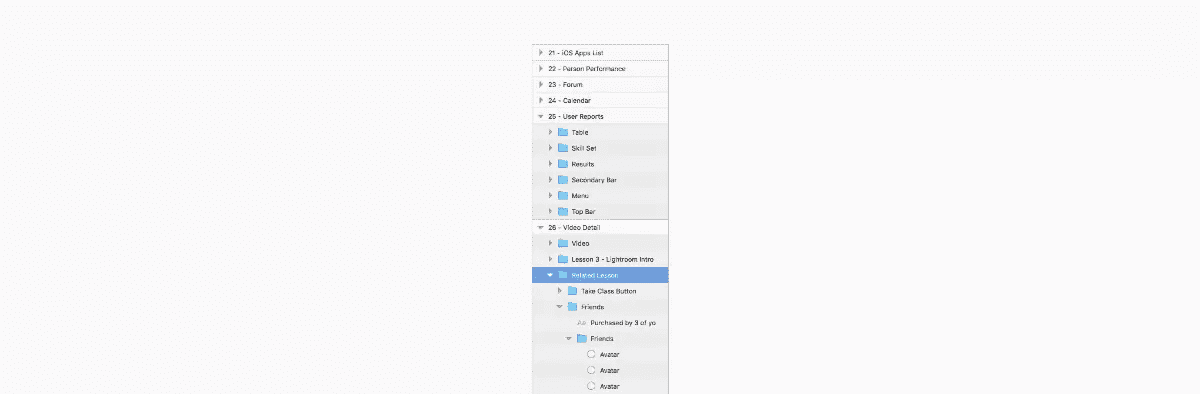 21 - iOS Apps List
22 - Person Performance
23 - Forum
24 - Calendar
25 - User Reports
Table
Skill Set
Results
Secondary Bar
Menu
Top Bar
26 - Video Detail
Video
Lesson 3 - Lightroom Intro
Related Lesson
Take Class Button
Friends
Purchased by 3 of yo
Friends
Avatar
Avatar
Avatar